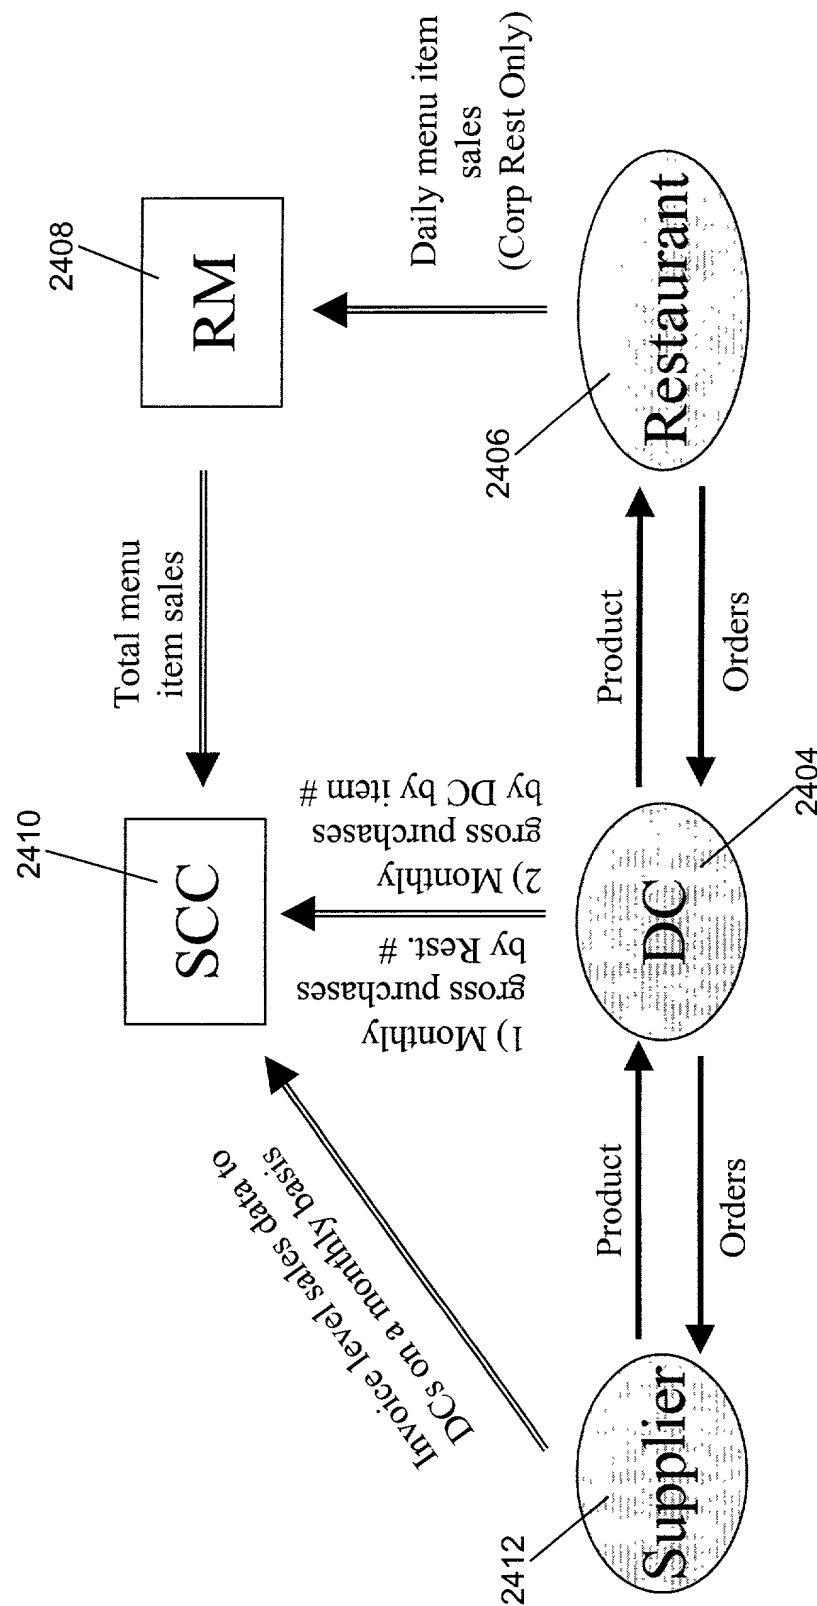 2410
SCC
Total menu
item sales
2408
RM
Invoice level sales data to
DCs on a monthly basis
1) Monthly
gross purchases
by Rest. #
2) Monthly
gross purchases
by DC by item #
Daily menu item
sales
(Corp Rest Only)
2412
Supplier
Product
Orders
DC
2404
Product
Orders
2406
Restaurant